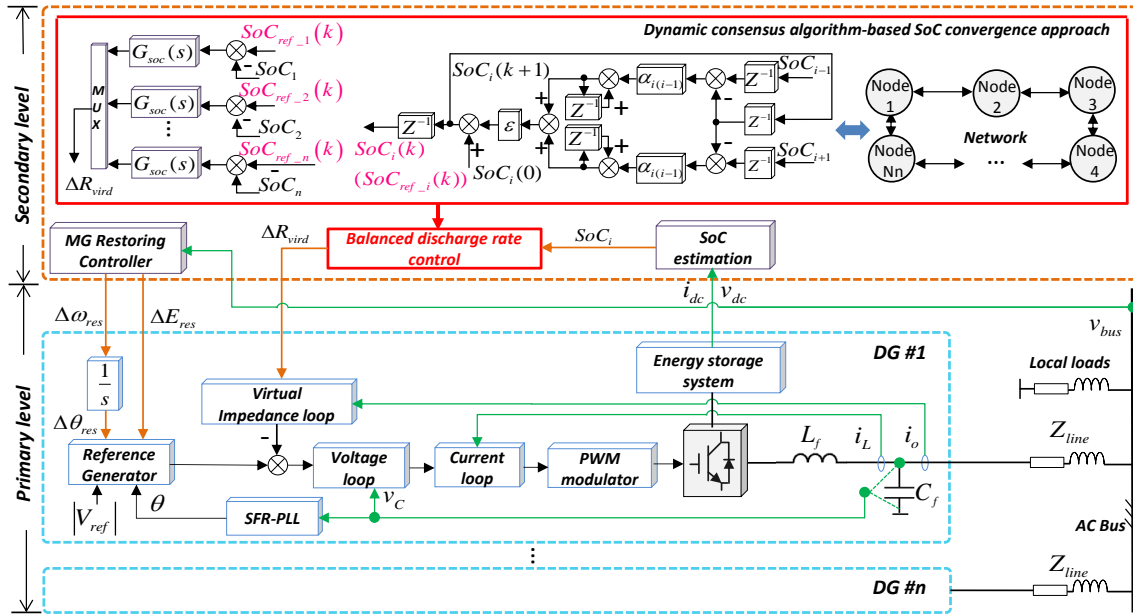 Secondary level
Primary level
Dynamic consensus algorithm-based SoC convergence approach
MUX
G_soc(s)
SoC_ref_1(k)
-
SoC_1
G_soc(s)
SoC_ref_2(k)
-
SoC_2
⋮
G_soc(s)
SoC_ref_n(k)
-
SoC_n
ΔR_vird
SoC_i(k+1)
Z^-1
SoC_i(k)
(SoC_ref_i(k))
+
SoC_i(0)
ε
+
+
Z^-1
+
Z^-1
+
α_i(i-1)
α_i(i-1)
-
-
Z^-1
SoC_i-1
Z^-1
Z^-1
SoC_i+1
Node 1
Node 2
Node 3
Network
Node Nn
...
Node 4
MG Restoring
Controller
ΔR_vird
Balanced discharge rate
control
SoC_i
SoC
estimation
i_dc
v_dc
Δω_res
ΔE_res
v_bus
DG #1
1/s
Virtual
Impedance loop
Energy storage
system
Local loads
Δθ_res
-
Reference
Generator
Voltage
loop
Current
loop
PWM
modulator
L_f
i_L
i_o
Z_line
|V_ref|
θ
SFR-PLL
v_C
C_f
AC Bus
⋮
DG #n
Z_line